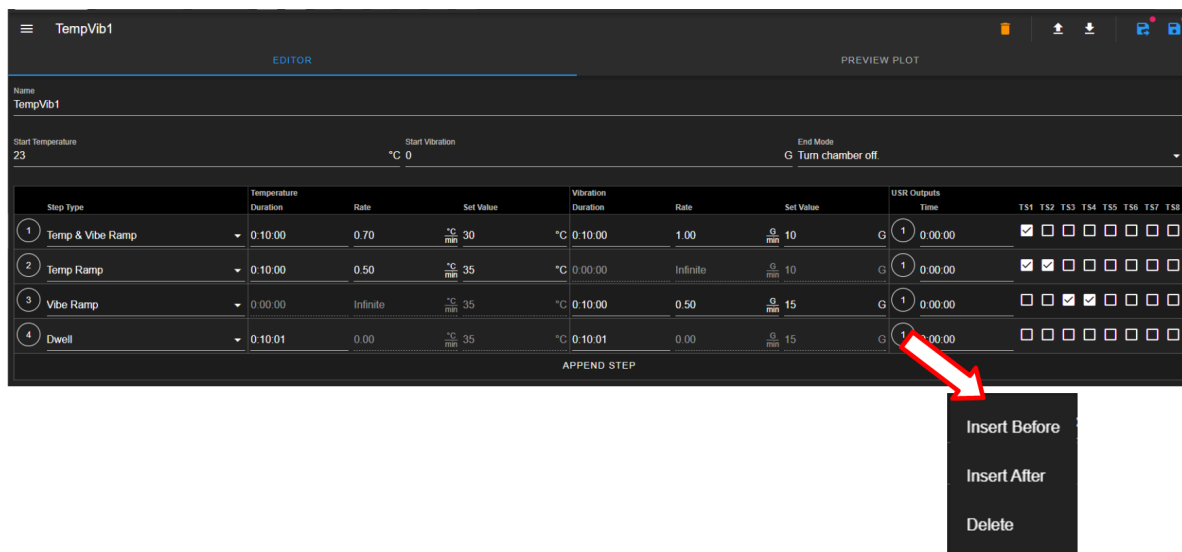 TempVib1
EDITOR PREVIEW PLOT
Name
TempVib1
Start Temperature Start Vibration End Mode
23 °C 0 G Turn chamber off.
Temperature Vibration USR Outputs
Step Type Duration Rate Set Value Duration Rate Set Value Time TS1 TS2 TS3 TS4 TS5 TS6 TS7 TS8
1 Temp & Vibe Ramp 0:10:00 0.70 °C/min 30 °C 0:10:00 1.00 G/min 10 G 1 0:00:00
2 Temp Ramp 0:10:00 0.50 °C/min 35 °C 0:00:00 Infinite G/min 10 G 1 0:00:00
3 Vibe Ramp 0:00:00 Infinite °C/min 35 °C 0:10:00 0.50 G/min 15 G 1 0:00:00
4 Dwell 0:10:01 0.00 °C/min 35 °C 0:10:01 0.00 G/min 15 G 1 0:00:00
APPEND STEP
Insert Before
Insert After
Delete